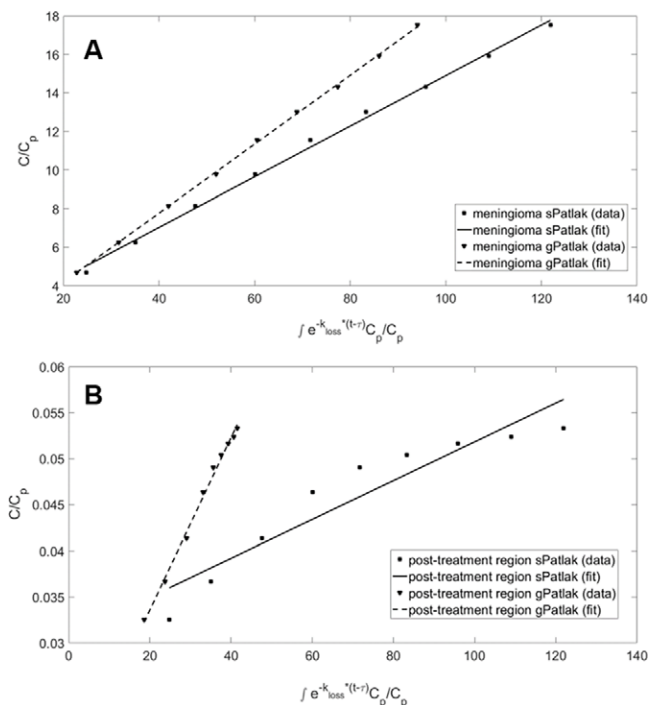 A
18
16
14
12
10
8
6
4
C/Cp
meningioma sPatlak (data)
meningioma sPatlak (fit)
meningioma gPatlak (data)
meningioma gPatlak (fit)
20 40 60 80 100 120 140
∫ e^-k_loss*(t-τ) Cp/Cp
B
0.06
0.055
0.05
0.045
0.04
0.035
0.03
C/Cp
post-treatment region sPatlak (data)
post-treatment region sPatlak (fit)
post-treatment region gPatlak (data)
post-treatment region gPatlak (fit)
0 20 40 60 80 100 120 140
∫ e^-k_loss*(t-τ) Cp/Cp